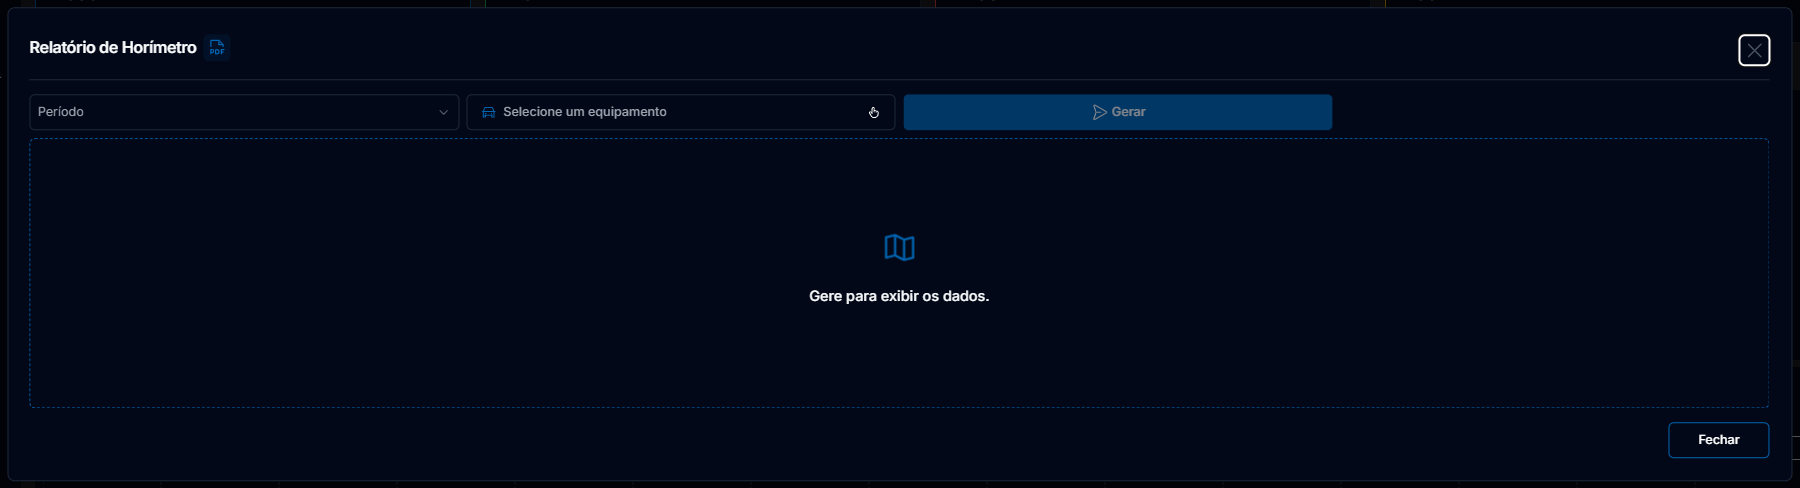 Relatório de Horímetro
PDF
Período
Selecione um equipamento
Gerar
Gere para exibir os dados.
Fechar